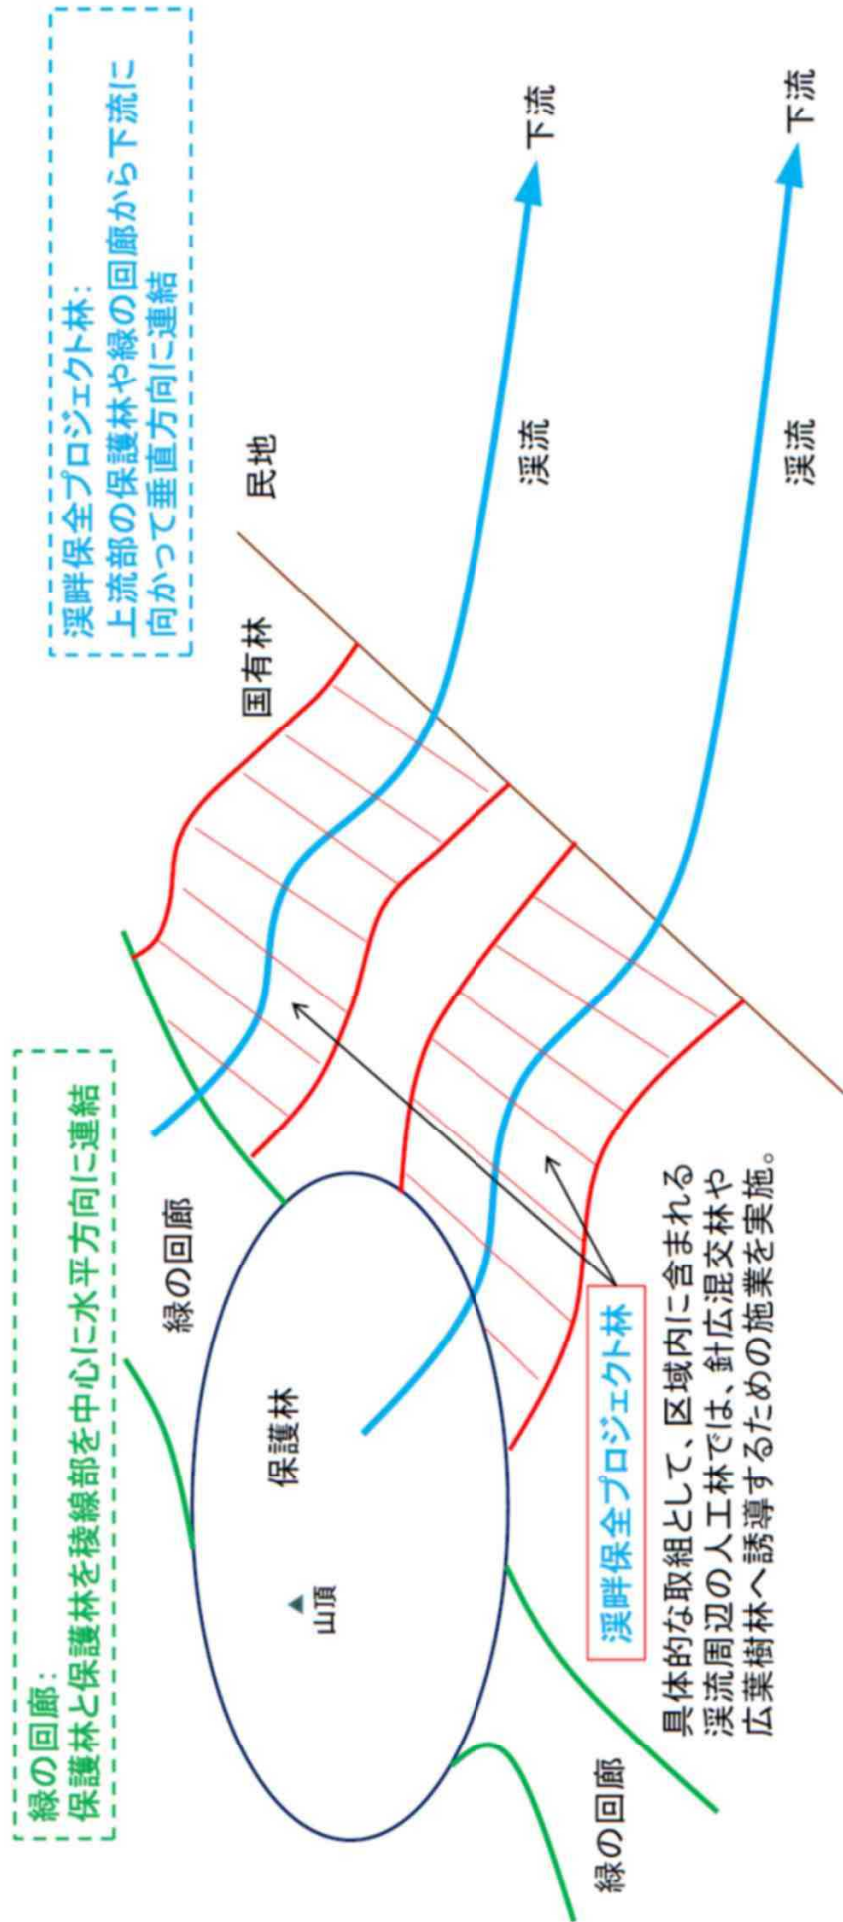 緑の回廊:
保護林と保護林を稜線部を中心に水平方向に連結
渓畔保全プロジェクト林:
上流部の保護林や緑の回廊から下流に
向かって垂直方向に連結
緑の回廊
国有林
民地
保護林
山頂
渓流
下流
渓流
下流
緑の回廊
渓畔保全プロジェクト林
具体的な取組として、区域内に含まれる
渓流周辺の人工林では、針広混交林や
広葉樹林へ誘導するための施業を実施。